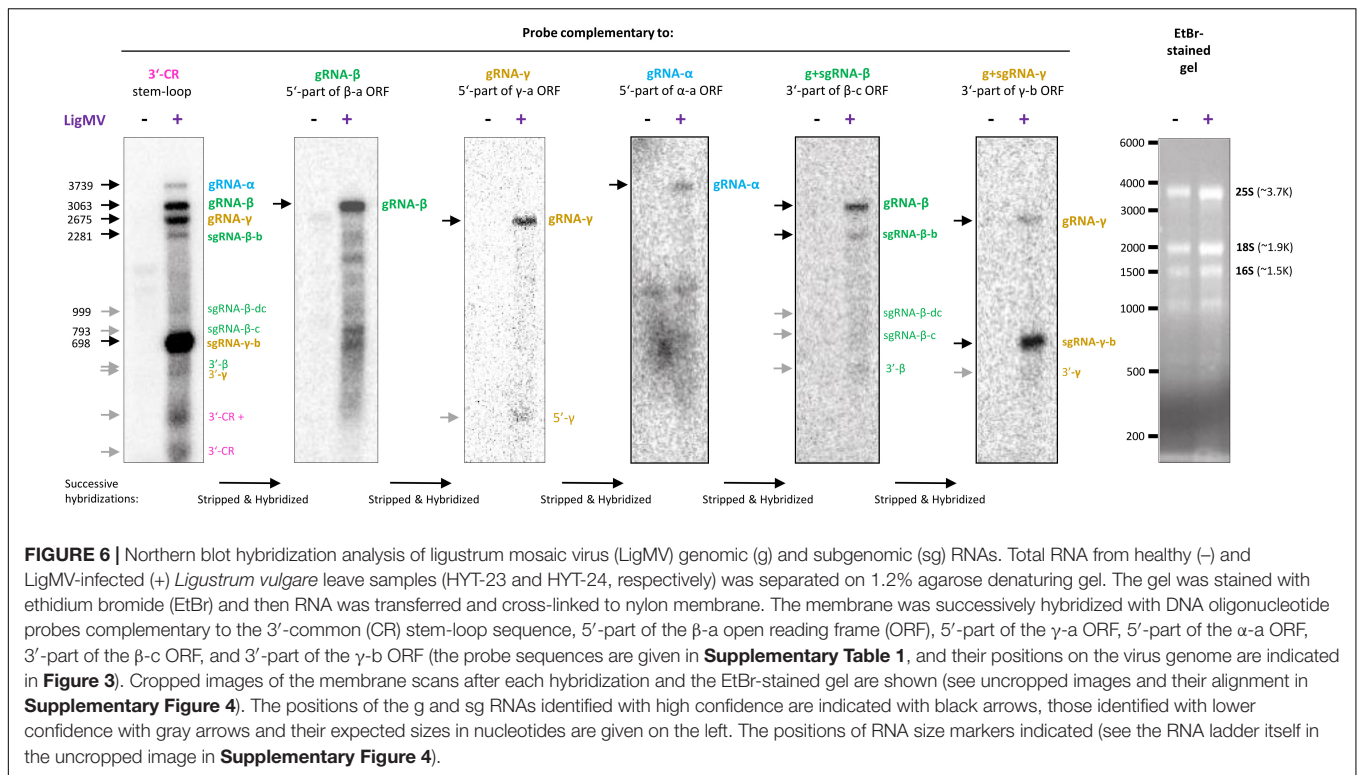 Probe complementary to:
EtBr-
stained
gel
3′-CR
stem-loop
gRNA-β
5′-part of β-a ORF
gRNA-γ
5′-part of γ-a ORF
gRNA-α
5′-part of α-a ORF
g+sgRNA-β
3′-part of β-c ORF
g+sgRNA-γ
3′-part of γ-b ORF
LigMV - + - + - + - + - + - + - +
3739
3063
2675
2281
999
793
698
gRNA-α
gRNA-β
gRNA-γ
sgRNA-β-b
sgRNA-β-dc
sgRNA-β-c
sgRNA-γ-b
3′-β
3′-γ
3′-CR +
3′-CR
gRNA-β
gRNA-γ
5′-γ
gRNA-α
gRNA-β
sgRNA-β-b
sgRNA-β-dc
sgRNA-β-c
3′-β
gRNA-γ
sgRNA-γ-b
3′-γ
6000
4000
3000
2000
1500
1000
500
200
25S (~3.7K)
18S (~1.9K)
16S (~1.5K)
Successive
hybridizations:
Stripped & Hybridized
Stripped & Hybridized
Stripped & Hybridized
Stripped & Hybridized
Stripped & Hybridized
FIGURE 6 | Northern blot hybridization analysis of ligustrum mosaic virus (LigMV) genomic (g) and subgenomic (sg) RNAs. Total RNA from healthy (–) and
LigMV-infected (+) Ligustrum vulgare leave samples (HYT-23 and HYT-24, respectively) was separated on 1.2% agarose denaturing gel. The gel was stained with
ethidium bromide (EtBr) and then RNA was transferred and cross-linked to nylon membrane. The membrane was successively hybridized with DNA oligonucleotide
probes complementary to the 3′-common (CR) stem-loop sequence, 5′-part of the β-a open reading frame (ORF), 5′-part of the γ-a ORF, 5′-part of the α-a ORF,
3′-part of the β-c ORF, and 3′-part of the γ-b ORF (the probe sequences are given in Supplementary Table 1, and their positions on the virus genome are indicated
in Figure 3). Cropped images of the membrane scans after each hybridization and the EtBr-stained gel are shown (see uncropped images and their alignment in
Supplementary Figure 4). The positions of the g and sg RNAs identified with high confidence are indicated with black arrows, those identified with lower
confidence with gray arrows and their expected sizes in nucleotides are given on the left. The positions of RNA size markers indicated (see the RNA ladder itself in
the uncropped image in Supplementary Figure 4).